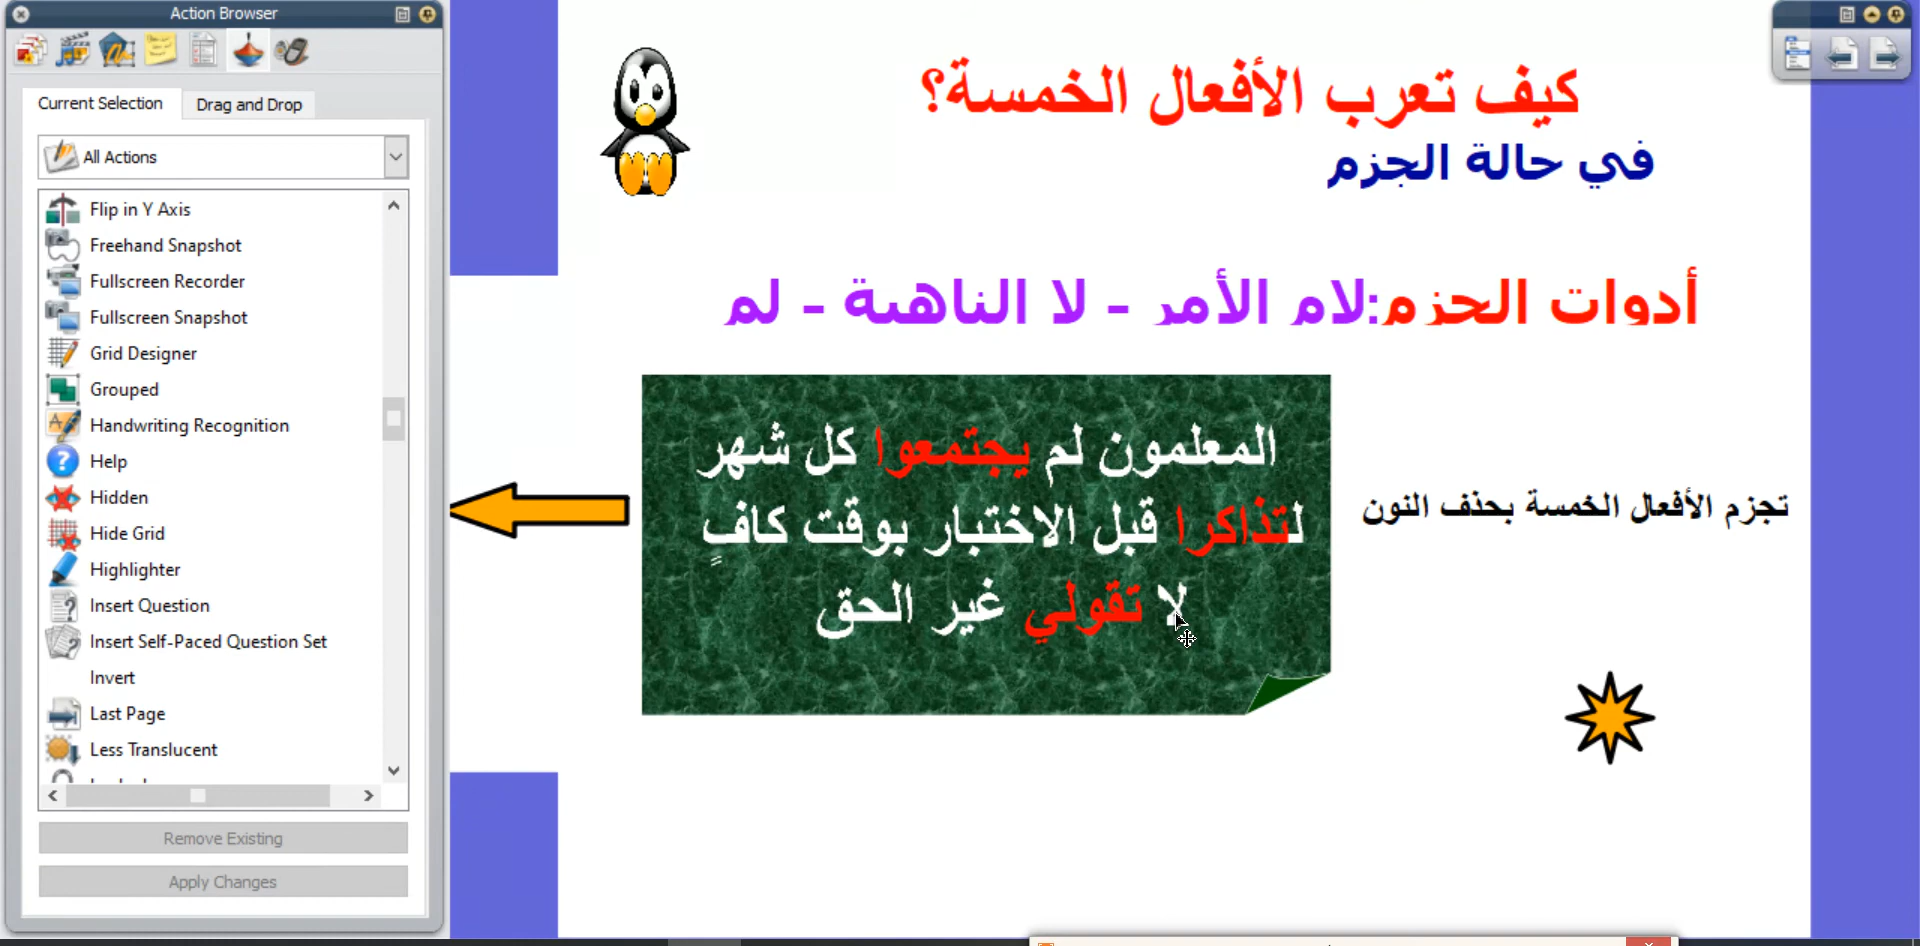 Action Browser
Current Selection
Drag and Drop
All Actions
Flip in Y Axis
Freehand Snapshot
Fullscreen Recorder
Fullscreen Snapshot
Grid Designer
Grouped
Handwriting Recognition
Help
Hidden
Hide Grid
Highlighter
Insert Question
Insert Self-Paced Question Set
Invert
Last Page
Less Translucent
Remove Existing
Apply Changes
كيف تعرب الأفعال الخمسة؟
في حالة الجزم
أدوات الجزم:لام الأمر - لا الناهية - لم
المعلمون لم يجتمعوا كل شهر
لتذاكرا قبل الاختبار بوقت كافٍ
لا تقولي غير الحق
تجزم الأفعال الخمسة بحذف النون